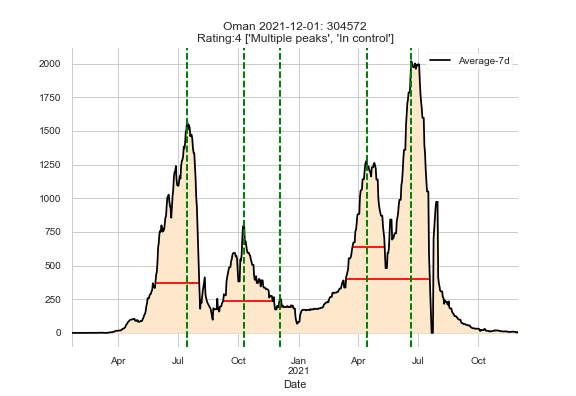 Oman 2021-12-01: 304572
Rating:4 ['Multiple peaks', 'In control']
Average-7d
2000
1750
1500
1250
1000
750
500
250
0
Apr Jul Oct Jan Apr Jul Oct
2021
Date